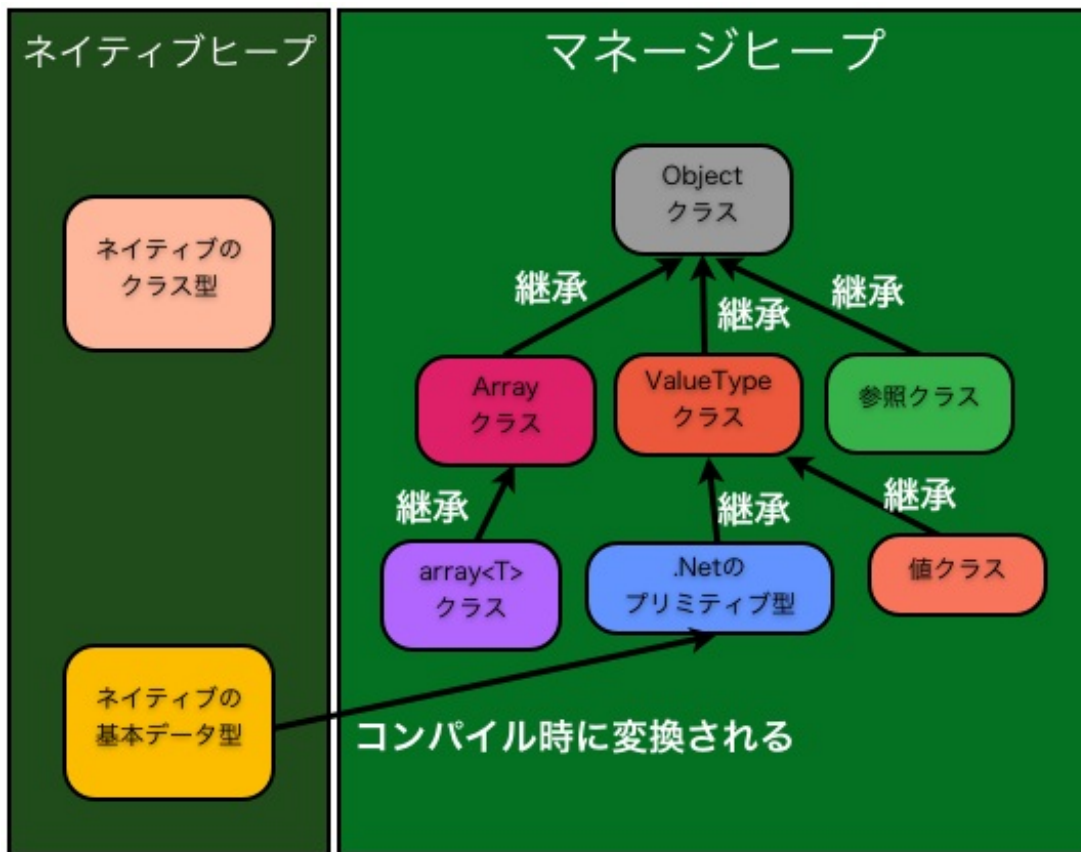 ネイティブヒープ
マネージヒープ
Object
クラス
ネイティブの
クラス型
継承
継承
継承
Array
クラス
ValueType
クラス
参照クラス
継承
継承
継承
array<T>
クラス
.Netの
プリミティブ型
値クラス
ネイティブの
基本データ型
コンパイル時に変換される